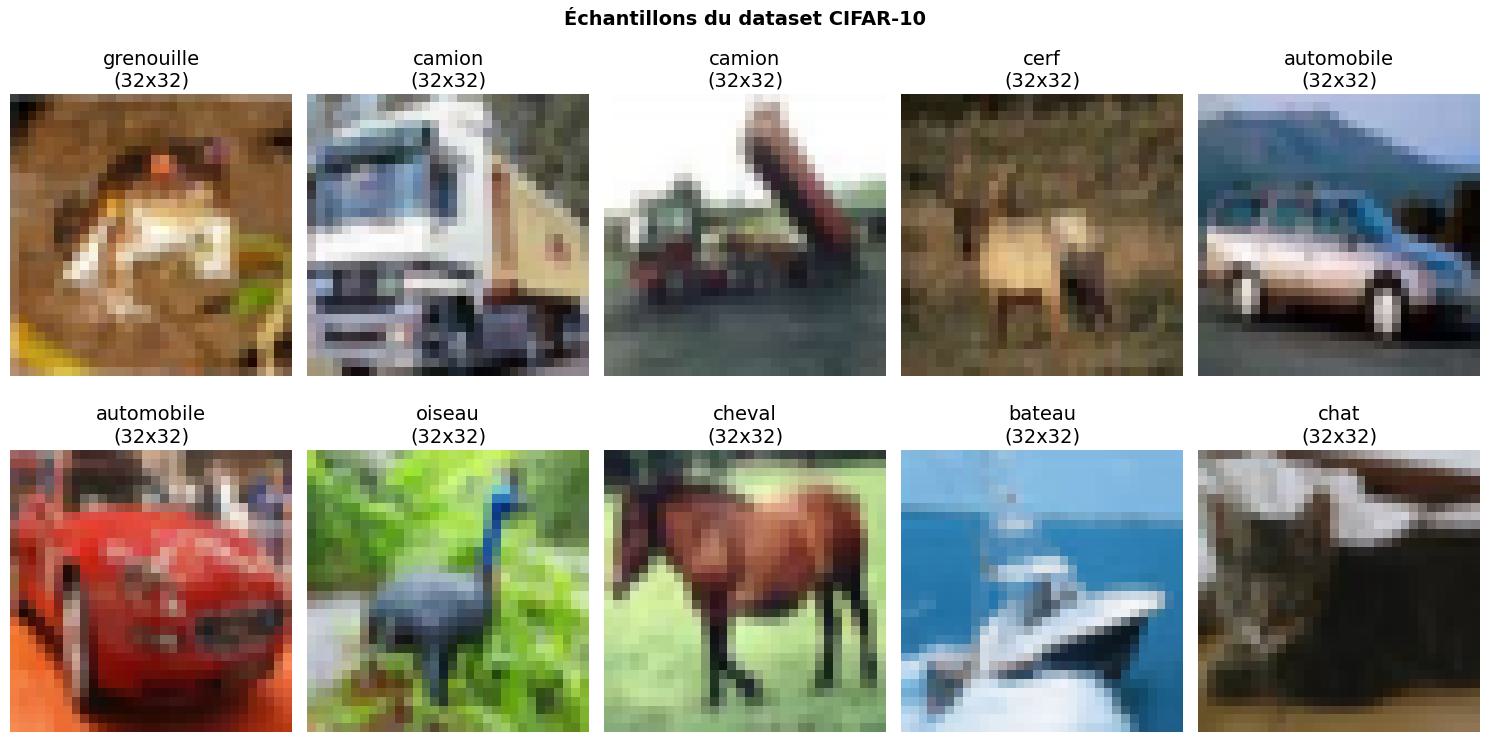 Échantillons du dataset CIFAR-10
grenouille
(32x32)
camion
(32x32)
camion
(32x32)
cerf
(32x32)
automobile
(32x32)
automobile
(32x32)
oiseau
(32x32)
cheval
(32x32)
bateau
(32x32)
chat
(32x32)